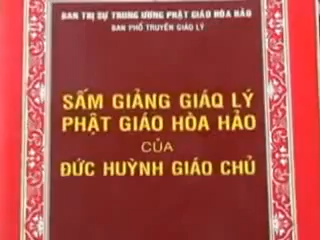 BAN TRỊ SỰ TRUNG ƯƠNG PHẬT GIÁO HÒA HẢO
BAN PHỔ TRUYỀN GIÁO LÝ
SẤM GIẢNG GIÁO LÝ
PHẬT GIÁO HÒA HẢO
CỦA
ĐỨC HUỲNH GIÁO CHỦ